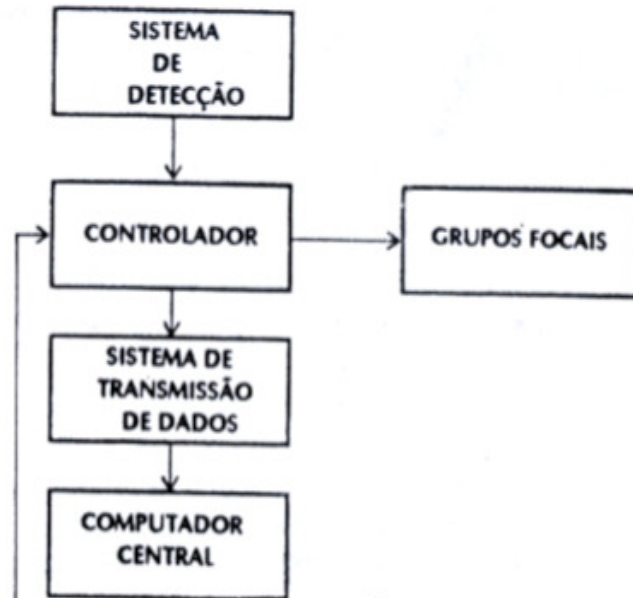 SISTEMA
DE
DETECÇÃO
CONTROLADOR
GRUPOS FOCAIS
SISTEMA DE
TRANSMISSÃO
DE DADOS
COMPUTADOR
CENTRAL